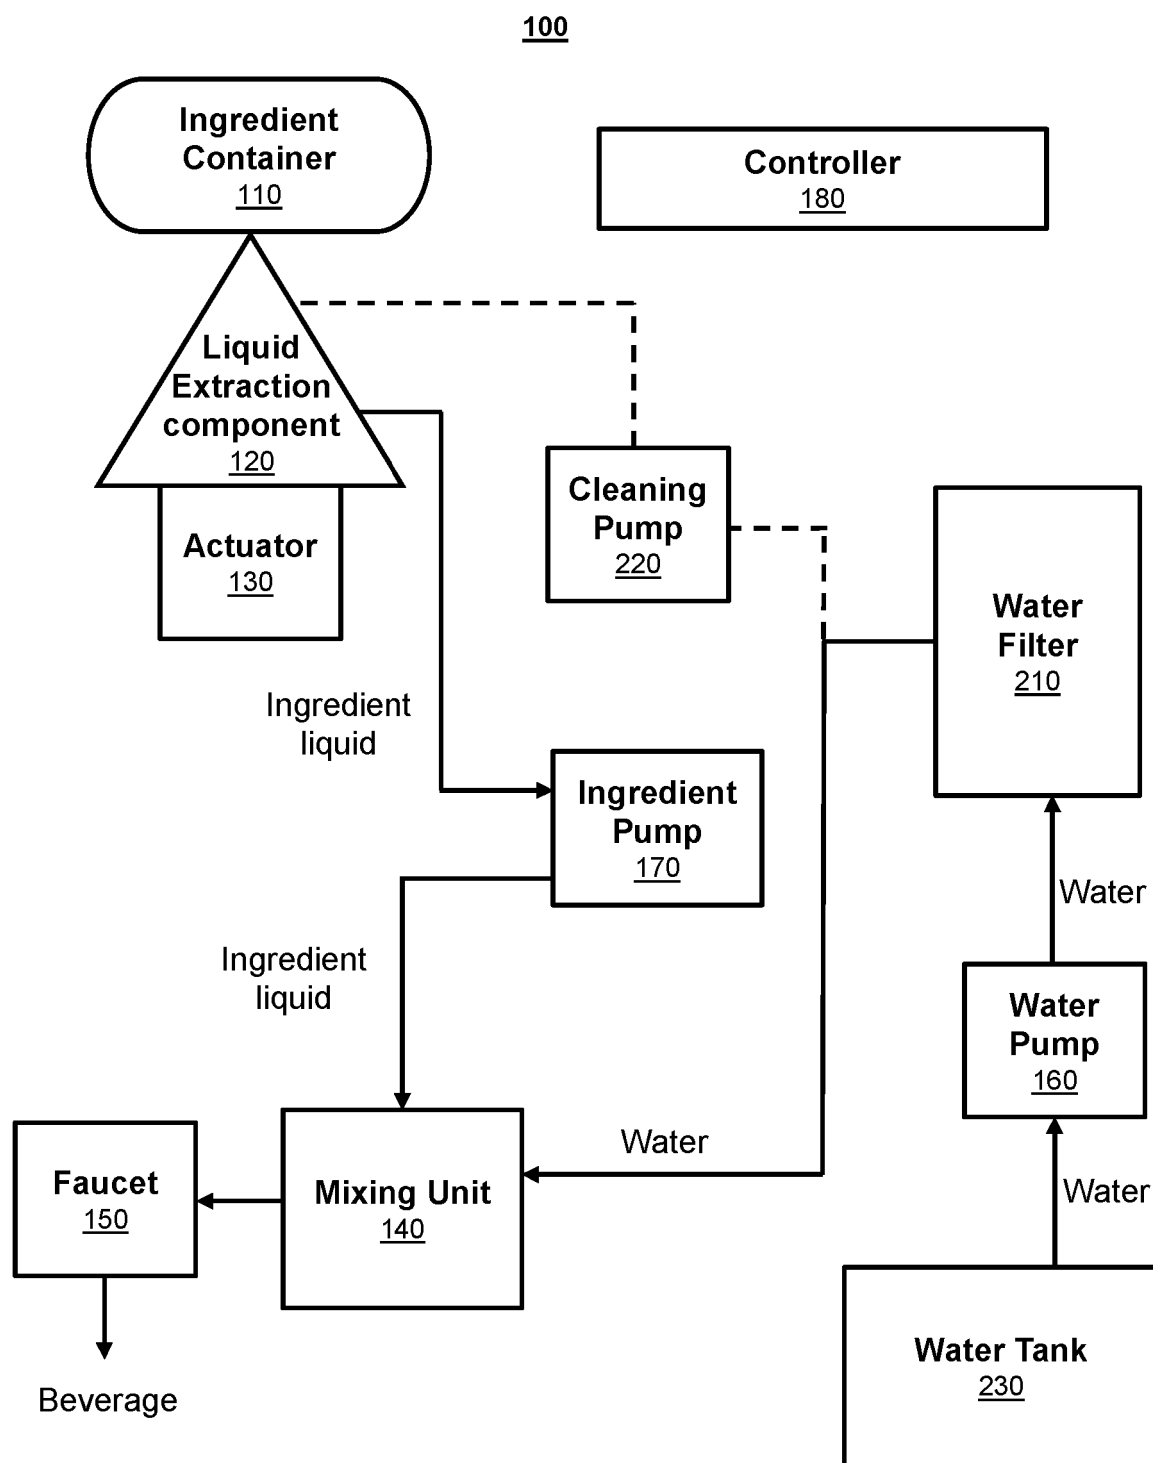 100
Ingredient
Container
110
Controller
180
Liquid
Extraction
component
120
Actuator
130
Cleaning
Pump
220
Water
Filter
210
Ingredient
liquid
Ingredient
Pump
170
Water
Ingredient
liquid
Water
Pump
160
Water
Faucet
150
Mixing Unit
140
Water
Beverage
Water Tank
230